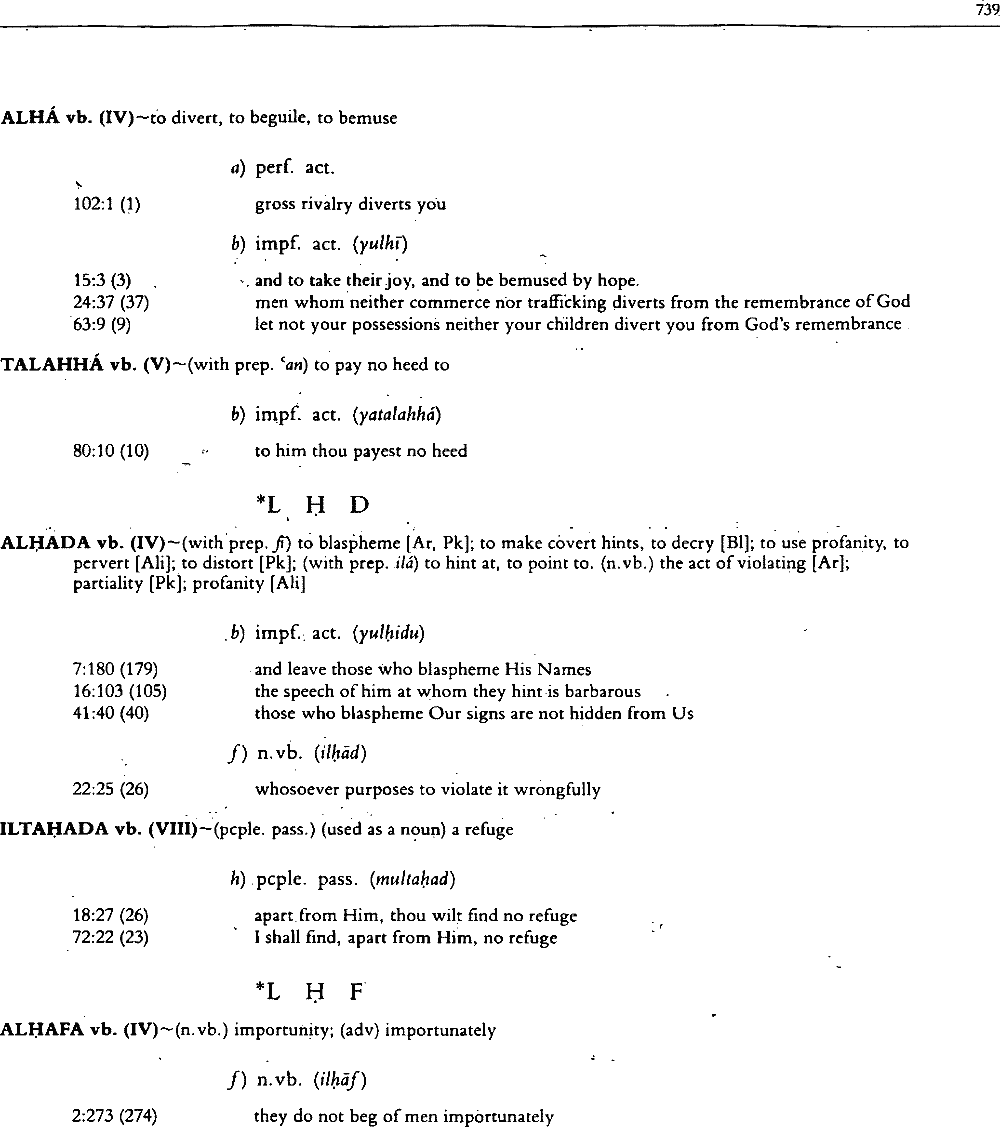 739
ALHÁ vb. (IV)~to divert, to beguile, to bemuse
a) perf. act.
102:1 (1) gross rivalry diverts you
b) impf. act. (yulhī)
15:3 (3) and to take their joy, and to be bemused by hope.
24:37 (37) men whom neither commerce nor trafficking diverts from the remembrance of God
63:9 (9) let not your possessions neither your children divert you from God's remembrance
TALAHHÁ vb. (V)~(with prep. ʿan) to pay no heed to
b) impf. act. (yatalahhá)
80:10 (10) to him thou payest no heed
*L Ḥ D
ALḤADA vb. (IV)~(with prep. fī) to blaspheme [Ar, Pk]; to make covert hints, to decry [Bl]; to use profanity, to
pervert [Ali]; to distort [Pk]; (with prep. ilá) to hint at, to point to. (n.vb.) the act of violating [Ar];
partiality [Pk]; profanity [Ali]
b) impf. act. (yulḥidu)
7:180 (179) and leave those who blaspheme His Names
16:103 (105) the speech of him at whom they hint is barbarous
41:40 (40) those who blaspheme Our signs are not hidden from Us
f) n.vb. (ilḥād)
22:25 (26) whosoever purposes to violate it wrongfully
ILTAḤADA vb. (VIII)~(pcple. pass.) (used as a noun) a refuge
h) pcple. pass. (multaḥad)
18:27 (26) apart from Him, thou wilt find no refuge
72:22 (23) I shall find, apart from Him, no refuge
*L Ḥ F
ALḤAFA vb. (IV)~(n.vb.) importunity; (adv) importunately
f) n.vb. (ilḥāf)
2:273 (274) they do not beg of men importunately